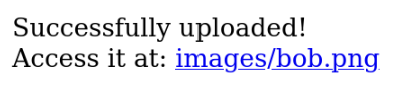 Successfully uploaded!
Access it at: images/bob.png